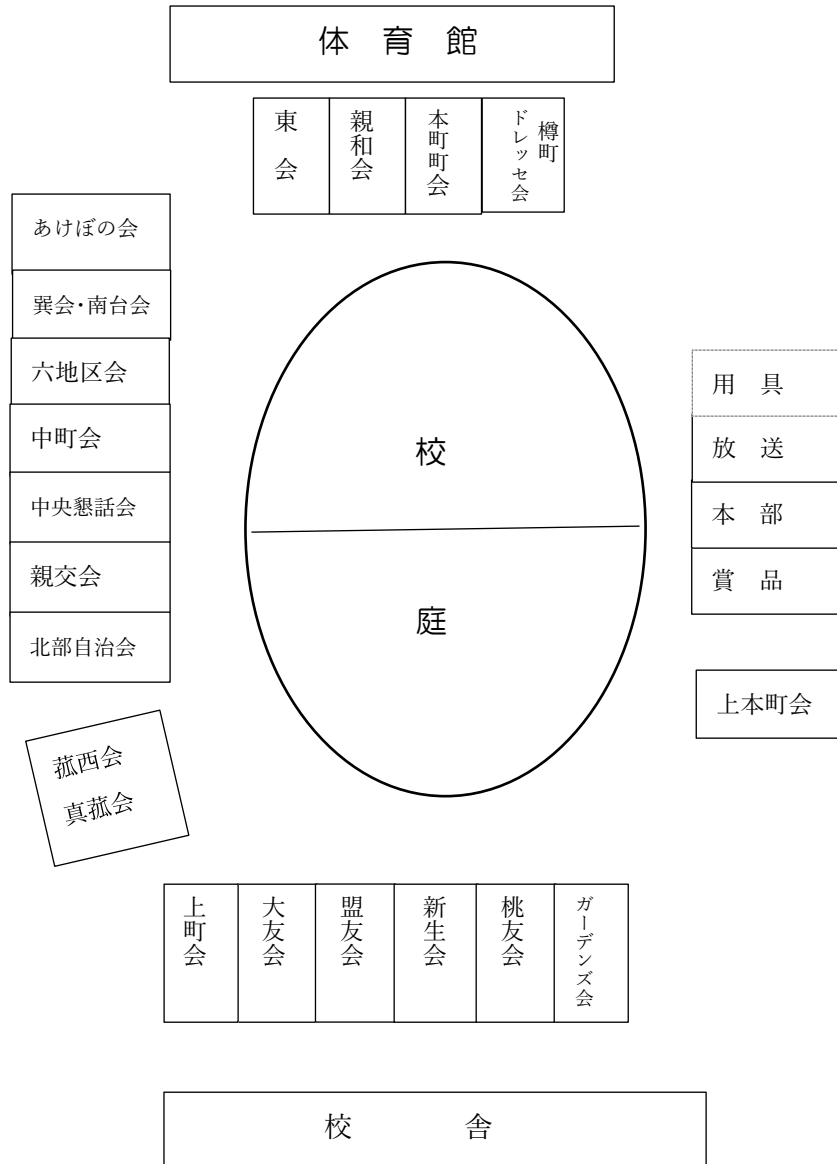 体 育 館
東 会
親和会
本町町会
樽町
ドレッセ会
あけぼの会
巽会・南台会
六地区会
中町会
中央懇話会
親交会
北部自治会
菰西会
真菰会
校
庭
用 具
放 送
本 部
賞 品
上本町会
上町会
大友会
盟友会
新生会
桃友会
ガーデンズ会
校 舎